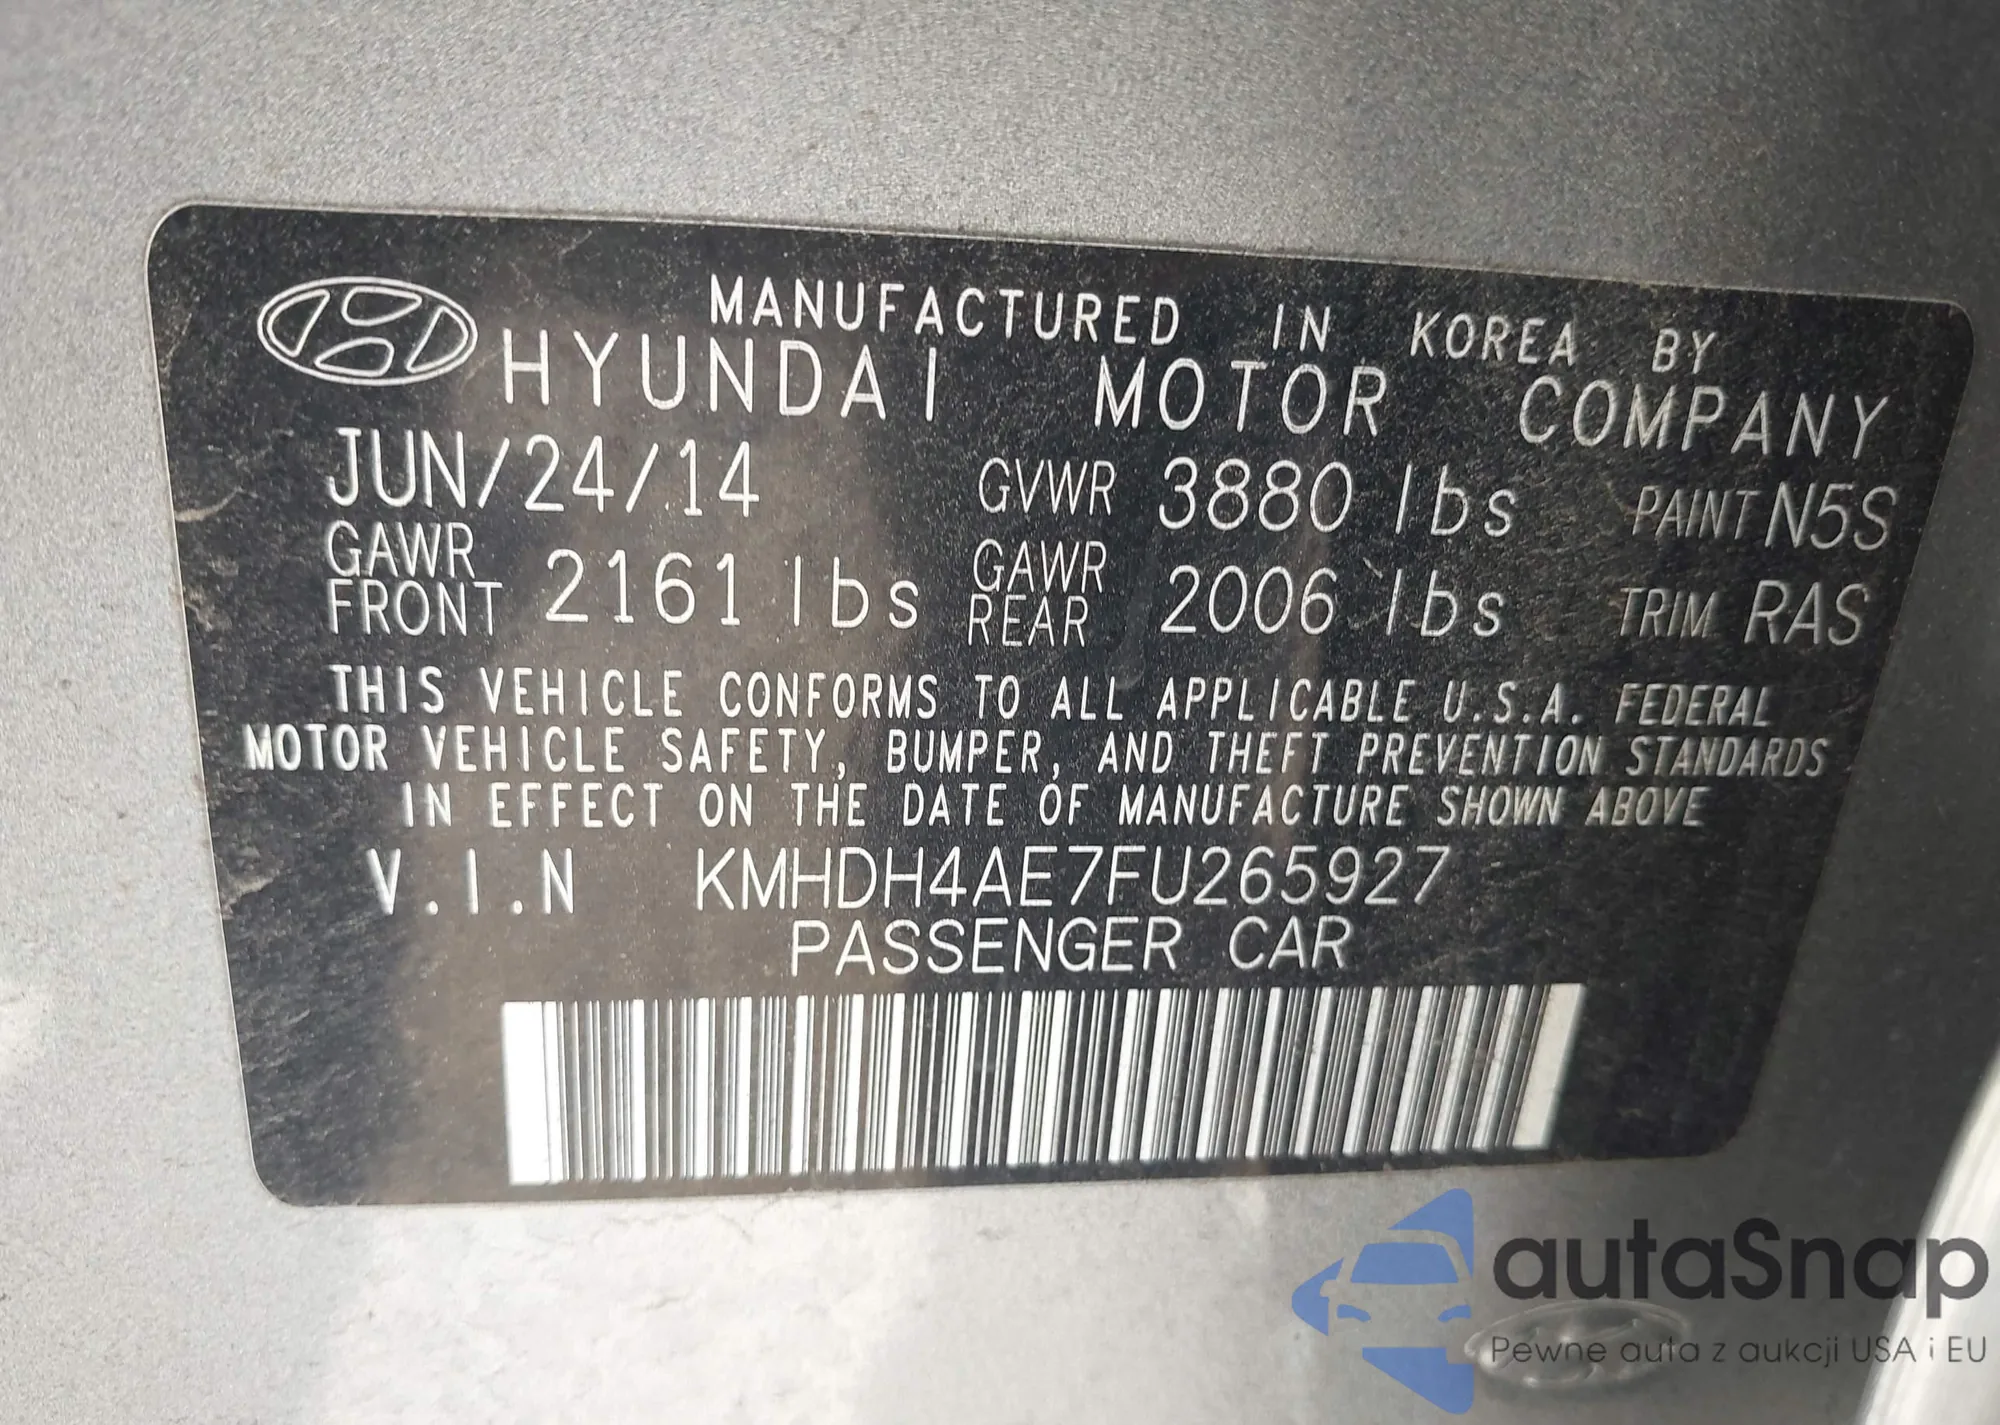 MANUFACTURED IN KOREA BY
HYUNDAI MOTOR COMPANY
JUN/24/14 GVWR 3880 lbs PAINT N5S
GAWR FRONT 2161 lbs GAWR REAR 2006 lbs TRIM RAS
THIS VEHICLE CONFORMS TO ALL APPLICABLE U.S.A. FEDERAL
MOTOR VEHICLE SAFETY, BUMPER, AND THEFT PREVENTION STANDARDS
IN EFFECT ON THE DATE OF MANUFACTURE SHOWN ABOVE
V.I.N KMHDH4AE7FU265927
PASSENGER CAR
autaSnap
Pewne auta z aukcji USA i EU